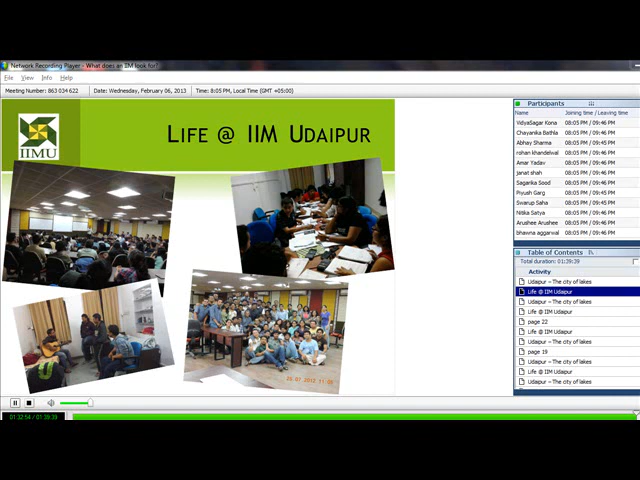 Network Recording Player - What does an IIM look for?
File View Info Help
Meeting Number: 863 034 622 Date: Wednesday, February 06, 2013 Time: 8:05 PM, Local Time (GMT +05:00)
IIMU
LIFE @ IIM UDAIPUR
25 07 2012 11:05
01:32:54 / 01:39:39
Participants
Name Joining time / Leaving time
VidyaSagar Kona 08:05 PM / 09:46 PM
Chayanika Bathla 08:05 PM / 09:46 PM
Abhay Sharma 08:05 PM / 09:45 PM
rohan khandelwal 08:05 PM / 09:46 PM
Amar Yadav 08:05 PM / 09:46 PM
janat shah 08:05 PM / 09:46 PM
Sagarika Sood 08:05 PM / 09:46 PM
Piyush Garg 08:05 PM / 09:45 PM
Swarup Saha 08:05 PM / 09:46 PM
Nitika Satya 08:05 PM / 09:46 PM
Arushee Arushee 08:05 PM / 09:46 PM
bhawna aggarwal 08:05 PM / 09:46 PM
Table of Contents
Total duration: 01:39:39
Activity
Udaipur – The city of lakes
Life @ IIM Udaipur
Udaipur – The city of lakes
Life @ IIM Udaipur
page 22
Life @ IIM Udaipur
Udaipur – The city of lakes
page 19
Udaipur – The city of lakes
Life @ IIM Udaipur
Udaipur – The city of lakes